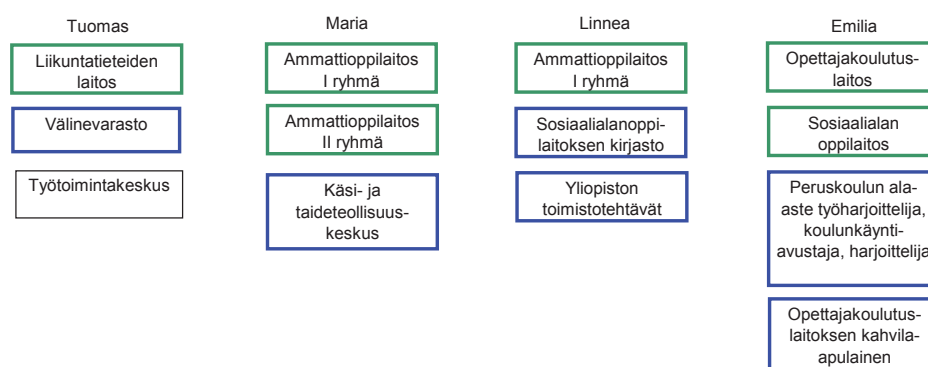 Tuomas
Liikuntatieteiden
laitos
Välinevarasto
Työtoimintakeskus
Maria
Ammattioppilaitos
I ryhmä
Ammattioppilaitos
II ryhmä
Käsi- ja
taideteollisuus-
keskus
Linnea
Ammattioppilaitos
I ryhmä
Sosiaalialanoppi-
laitoksen kirjasto
Yliopiston
toimistotehtävät
Emilia
Opettajakoulutus-
laitos
Sosiaalialan
oppilaitos
Peruskoulun ala-
aste työharjoittelija,
koulunkäynti-
avustaja, harjoittelija
Opettajakoulutus-
laitoksen kahvila-
apulainen